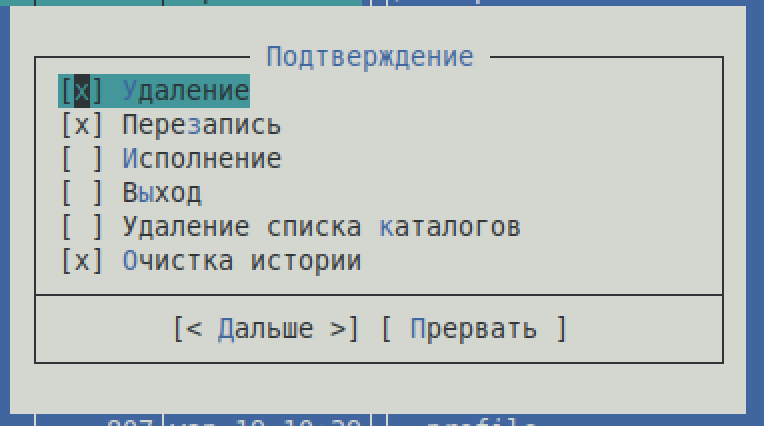 Подтверждение
[x] Удаление
[x] Перезапись
[ ] Исполнение
[ ] Выход
[ ] Удаление списка каталогов
[x] Очистка истории
[< Дальше >] [ Прервать ]